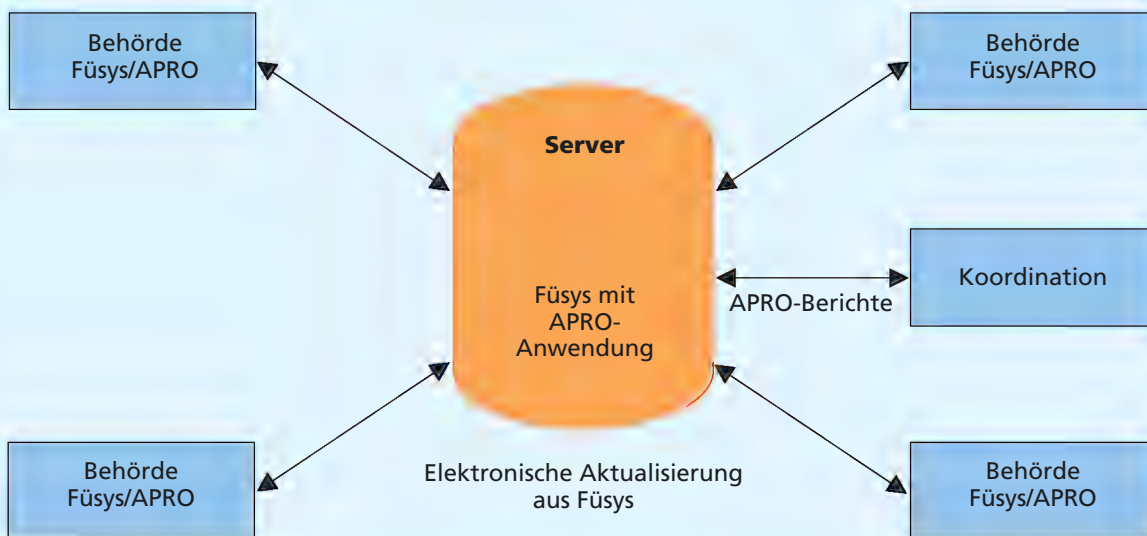 Behörde
Füsys/APRO
Behörde
Füsys/APRO
Server
Füsys mit
APRO-
Anwendung
APRO-Berichte
Koordination
Behörde
Füsys/APRO
Elektronische Aktualisierung
aus Füsys
Behörde
Füsys/APRO